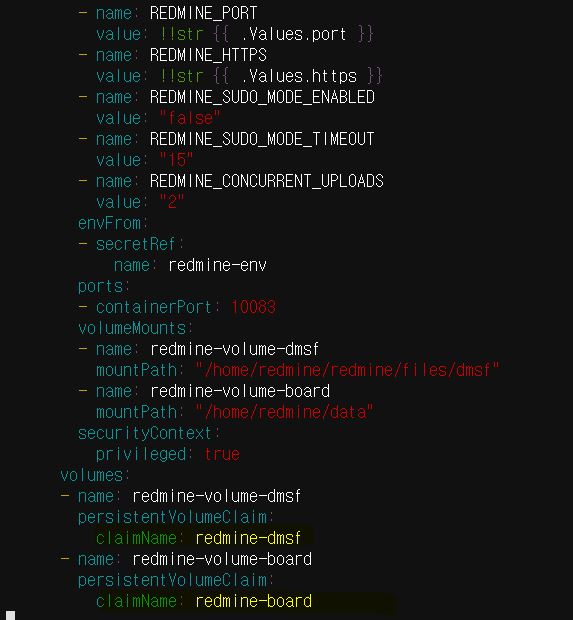 - name: REDMINE_PORT
value: !!str {{ .Values.port }}
- name: REDMINE_HTTPS
value: !!str {{ .Values.https }}
- name: REDMINE_SUDO_MODE_ENABLED
value: "false"
- name: REDMINE_SUDO_MODE_TIMEOUT
value: "15"
- name: REDMINE_CONCURRENT_UPLOADS
value: "2"
envFrom:
- secretRef:
name: redmine-env
ports:
- containerPort: 10083
volumeMounts:
- name: redmine-volume-dmsf
mountPath: "/home/redmine/redmine/files/dmsf"
- name: redmine-volume-board
mountPath: "/home/redmine/data"
securityContext:
privileged: true
volumes:
- name: redmine-volume-dmsf
persistentVolumeClaim:
claimName: redmine-dmsf
- name: redmine-volume-board
persistentVolumeClaim:
claimName: redmine-board